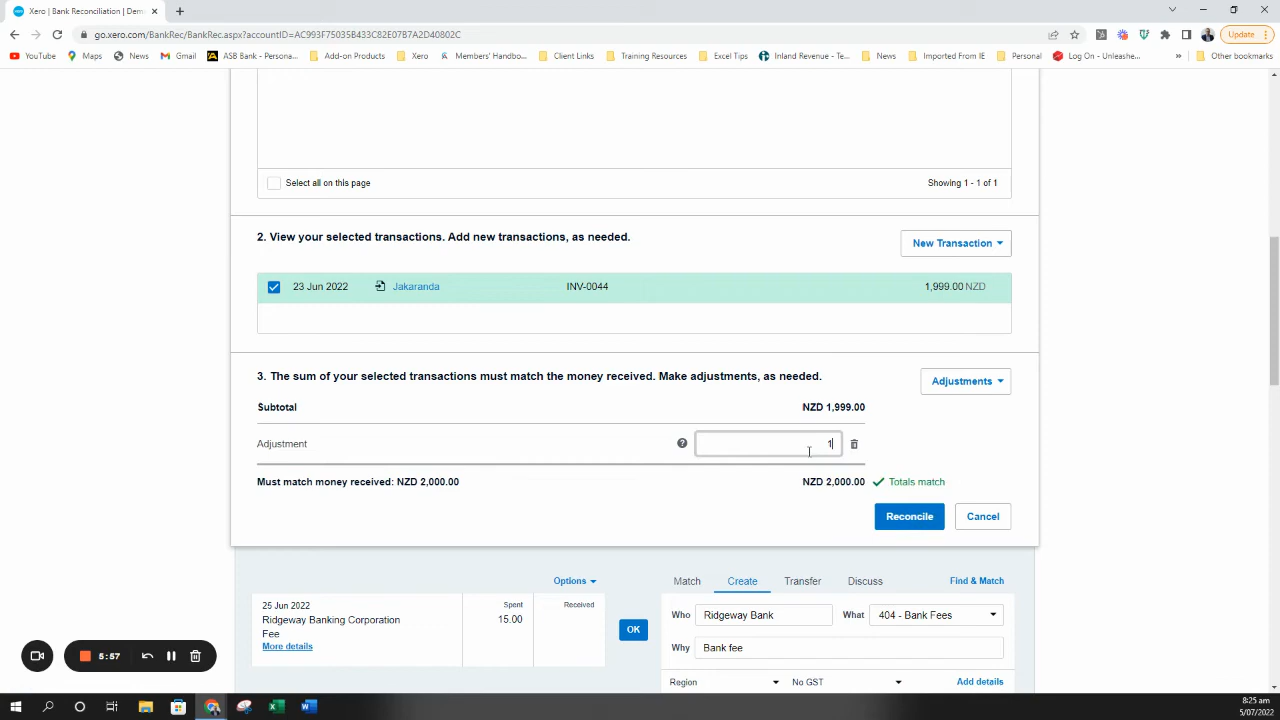 Xero | Bank Reconciliation | Demo
go.xero.com/BankRec/BankRec.aspx?accountID=AC993F75035B433C82E07B7A2D40802C
Update
YouTube Maps News Gmail ASB Bank - Persona... Add-on Products Xero Members' Handbo... Client Links Training Resources Excel Tips Inland Revenue - Te... News Imported From IE Personal Log On - Unleashe... » Other bookmarks
Select all on this page Showing 1 - 1 of 1
2. View your selected transactions. Add new transactions, as needed. New Transaction
23 Jun 2022 Jakaranda INV-0044 1,999.00 NZD
3. The sum of your selected transactions must match the money received. Make adjustments, as needed. Adjustments
Subtotal NZD 1,999.00
Adjustment ? 1
Must match money received: NZD 2,000.00 NZD 2,000.00 Totals match
Reconcile Cancel
Options Match Create Transfer Discuss Find & Match
25 Jun 2022 Spent Received
Ridgeway Banking Corporation 15.00
Fee
More details
OK
Who Ridgeway Bank What 404 - Bank Fees
Why Bank fee
Region No GST Add details
5:57
8:25 am
5/07/2022